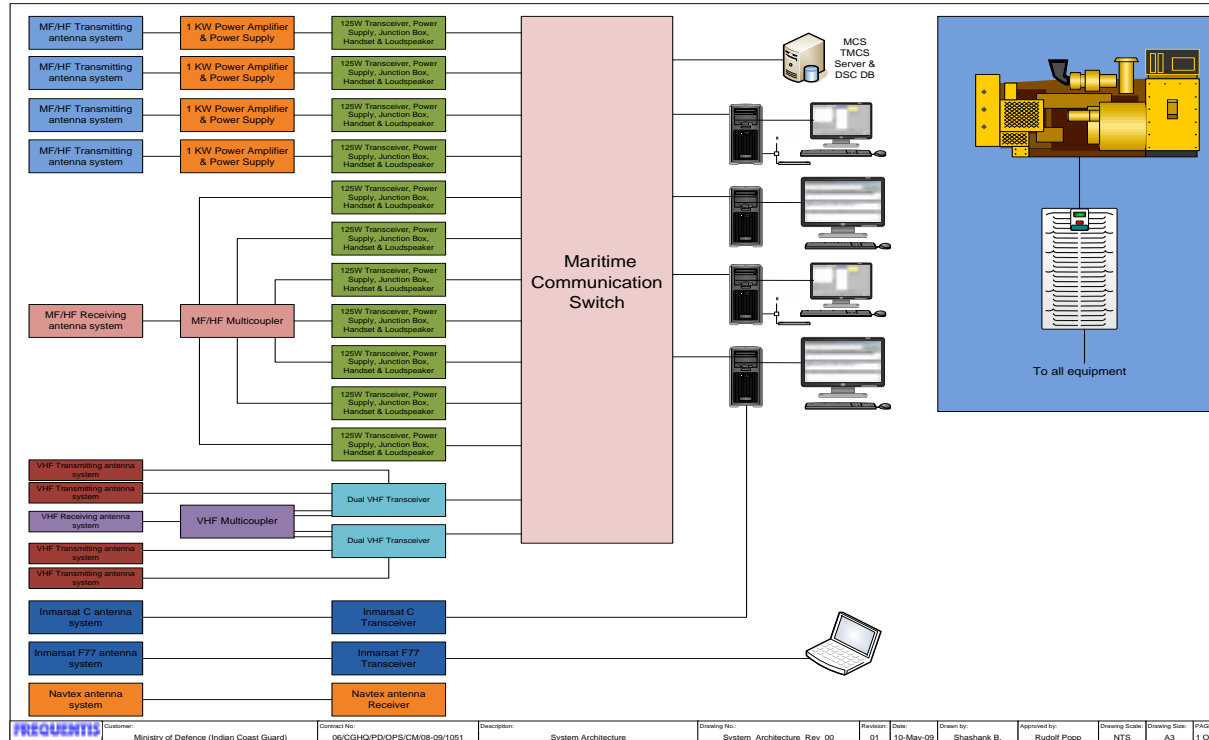 MF/HF Transmitting
antenna system
1 KW Power Amplifier
& Power Supply
125W Transceiver, Power
Supply, Junction Box,
Handset & Loudspeaker
MF/HF Transmitting
antenna system
1 KW Power Amplifier
& Power Supply
125W Transceiver, Power
Supply, Junction Box,
Handset & Loudspeaker
MF/HF Transmitting
antenna system
1 KW Power Amplifier
& Power Supply
125W Transceiver, Power
Supply, Junction Box,
Handset & Loudspeaker
MF/HF Transmitting
antenna system
1 KW Power Amplifier
& Power Supply
125W Transceiver, Power
Supply, Junction Box,
Handset & Loudspeaker
125W Transceiver, Power
Supply, Junction Box,
Handset & Loudspeaker
125W Transceiver, Power
Supply, Junction Box,
Handset & Loudspeaker
125W Transceiver, Power
Supply, Junction Box,
Handset & Loudspeaker
MF/HF Receiving
antenna system
MF/HF Multicoupler
125W Transceiver, Power
Supply, Junction Box,
Handset & Loudspeaker
125W Transceiver, Power
Supply, Junction Box,
Handset & Loudspeaker
125W Transceiver, Power
Supply, Junction Box,
Handset & Loudspeaker
125W Transceiver, Power
Supply, Junction Box,
Handset & Loudspeaker
Maritime
Communication
Switch
MCS
TMCS
Server &
DSC DB
To all equipment
VHF Transmitting antenna
system
VHF Transmitting antenna
system
VHF Receiving antenna
system
VHF Transmitting antenna
system
VHF Transmitting antenna
system
VHF Multicoupler
Dual VHF Transceiver
Dual VHF Transceiver
Inmarsat C antenna
system
Inmarsat C
Transceiver
Inmarsat F77 antenna
system
Inmarsat F77
Transceiver
Navtex antenna
system
Navtex antenna
Receiver
FREQUENTIS
Customer:
Ministry of Defence (Indian Coast Guard)
Contract No:
06/CGHQ/PD/OPS/CM/08-09/1051
Description:
System Architecture
Drawing No.:
System_Architecture_Rev_00
Revision:
01
Date:
10-May-09
Drawn by:
Shashank B.
Approved by:
Rudolf Popp
Drawing Scale:
NTS
Drawing Size:
A3
PAG
1 O